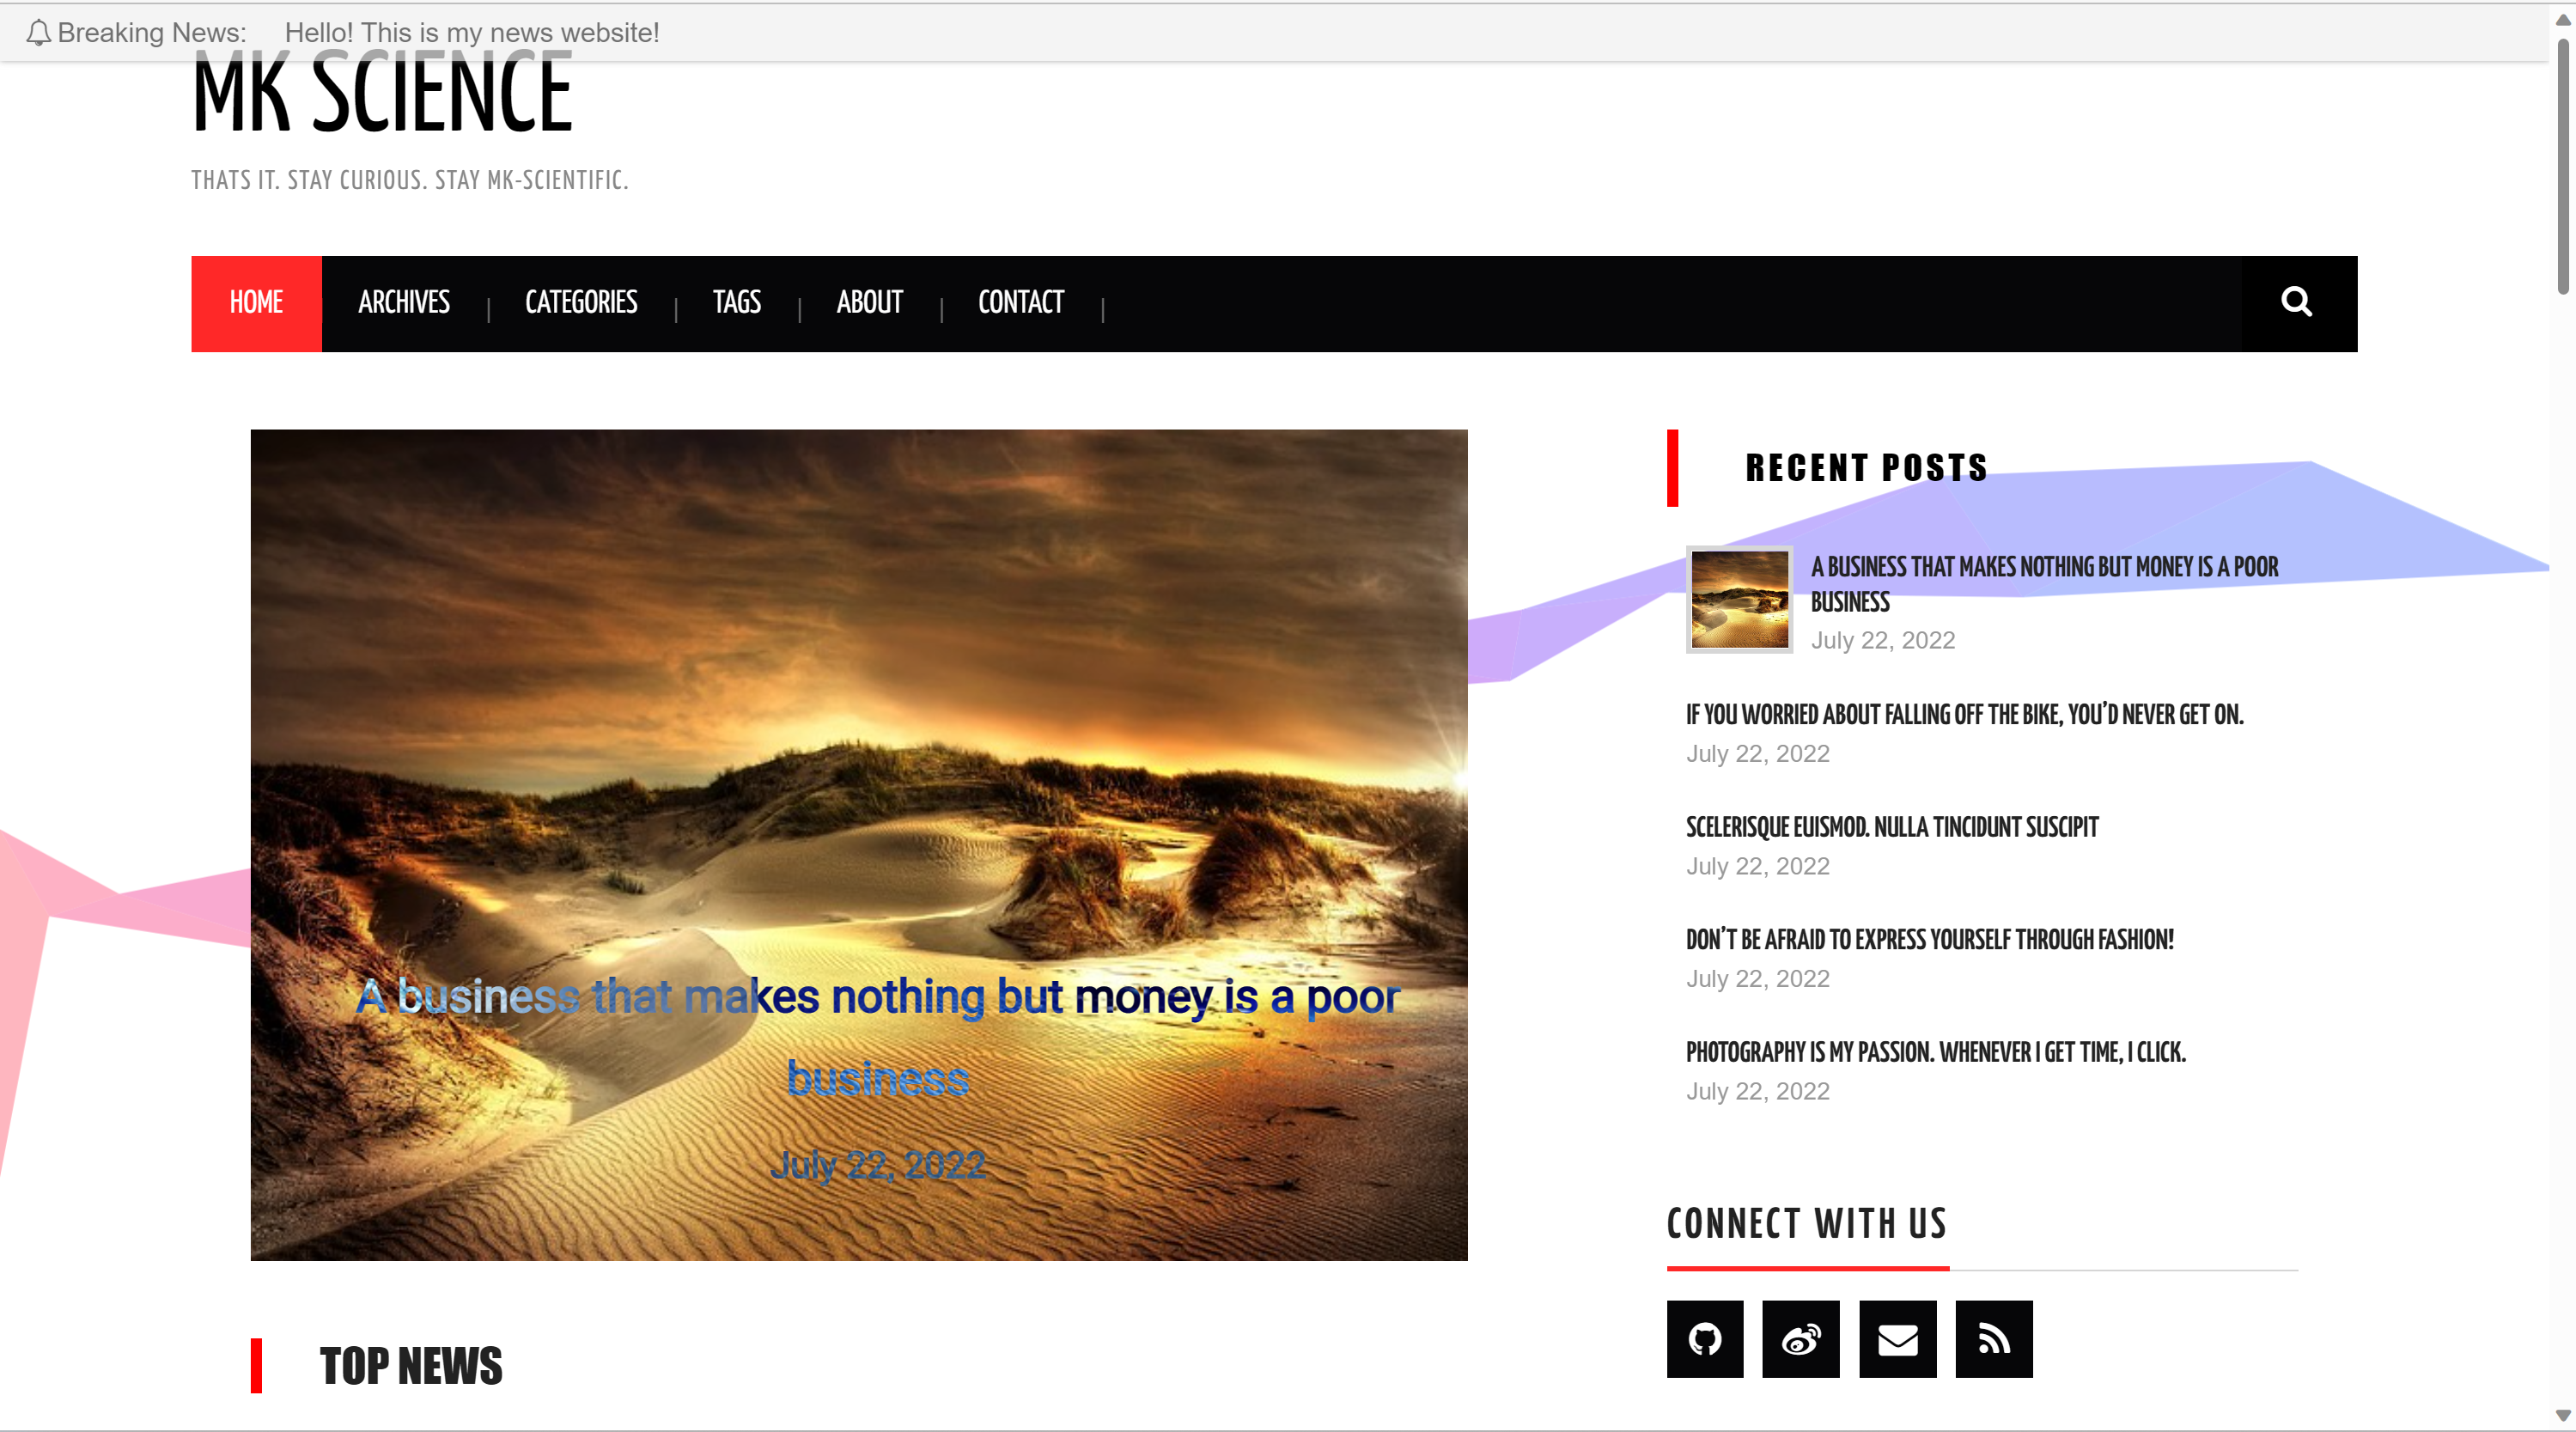 Breaking News: Hello! This is my news website!
MK SCIENCE
THATS IT. STAY CURIOUS. STAY MK-SCIENTIFIC.
HOME ARCHIVES | CATEGORIES | TAGS | ABOUT | CONTACT |
A business that makes nothing but money is a poor
business
July 22, 2022
TOP NEWS
RECENT POSTS
A BUSINESS THAT MAKES NOTHING BUT MONEY IS A POOR
BUSINESS
July 22, 2022
IF YOU WORRIED ABOUT FALLING OFF THE BIKE, YOU’D NEVER GET ON.
July 22, 2022
SCELERISQUE EUISMOD. NULLA TINCIDUNT SUSCIPIT
July 22, 2022
DON’T BE AFRAID TO EXPRESS YOURSELF THROUGH FASHION!
July 22, 2022
PHOTOGRAPHY IS MY PASSION. WHENEVER I GET TIME, I CLICK.
July 22, 2022
CONNECT WITH US